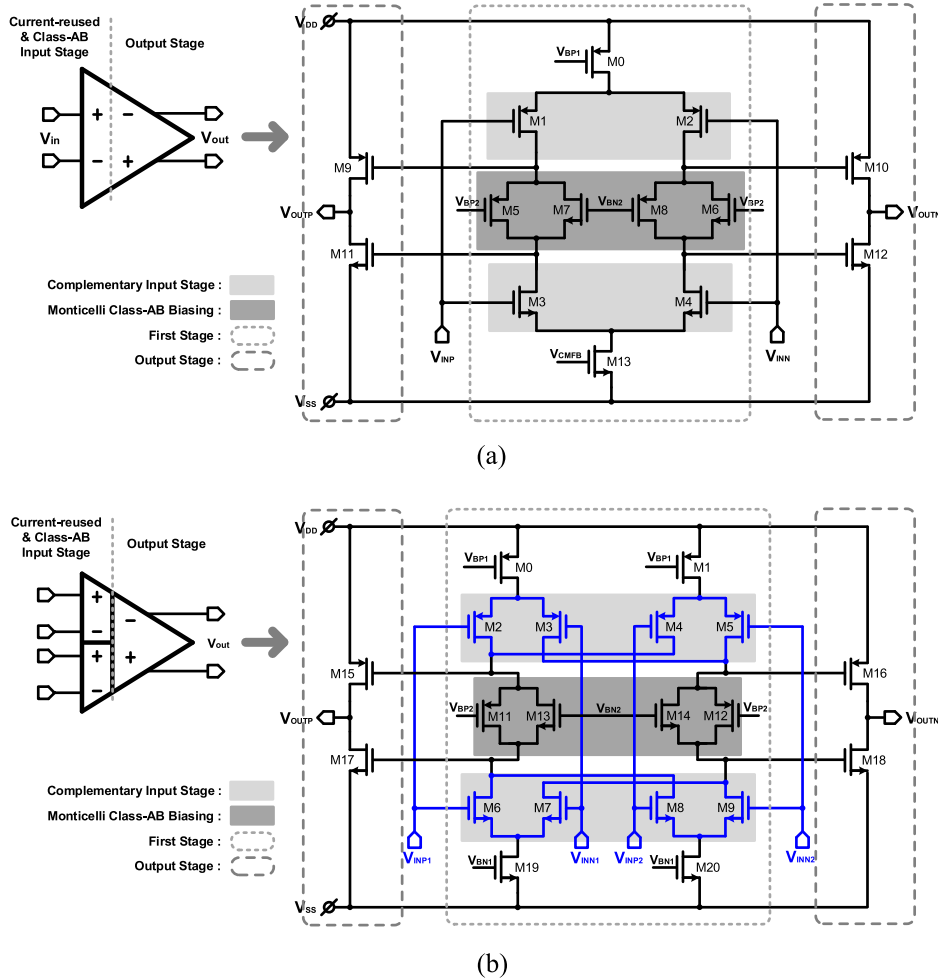 Current-reused
& Class-AB
Input Stage
Output Stage
+ −
− +
Vin
Vout
VDD
VBP1
M0
M1
M2
M9
M10
VBP2
M5
M7
VBN2
M8
M6
VBP2
VOUTP
VOUTN
M11
M12
Complementary Input Stage :
Monticelli Class-AB Biasing :
First Stage :
Output Stage :
M3
M4
VINP
VINN
VCMFB
M13
VSS
(a)
Current-reused
& Class-AB
Input Stage
Output Stage
+
−
−
+
+
−
Vout
VDD
VBP1
M0
VBP1
M1
M2
M3
M4
M5
M15
M16
VBP2
M11
M13
VBN2
M14
M12
VBP2
VOUTP
VOUTN
M17
M18
Complementary Input Stage :
Monticelli Class-AB Biasing :
First Stage :
Output Stage :
M6
M7
M8
M9
VINP1
VINN1
VINP2
VINN2
VBN1
M19
VBN1
M20
VSS
(b)